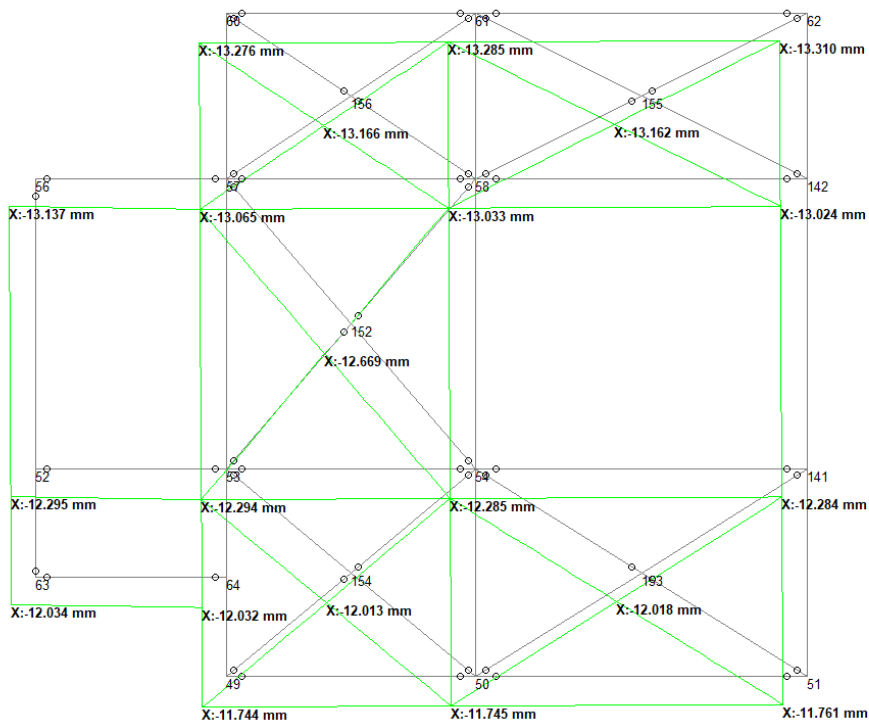 60 61 62
X:-13.276 mm X:-13.285 mm X:-13.310 mm
156 155
X:-13.166 mm X:-13.162 mm
56 57 58 142
X:-13.137 mm X:-13.065 mm X:-13.033 mm X:-13.024 mm
152
X:-12.669 mm
52 53 54 141
X:-12.295 mm X:-12.294 mm X:-12.285 mm X:-12.284 mm
63 64 154 193
X:-12.034 mm X:-12.032 mm X:-12.013 mm X:-12.018 mm
49 50 51
X:-11.744 mm X:-11.745 mm X:-11.761 mm